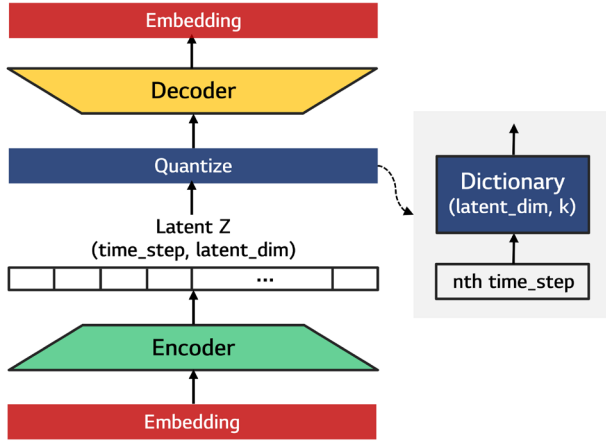 Embedding
Decoder
Quantize
Latent Z
(time_step, latent_dim)
...
Encoder
Embedding
Dictionary
(latent_dim, k)
nth time_step